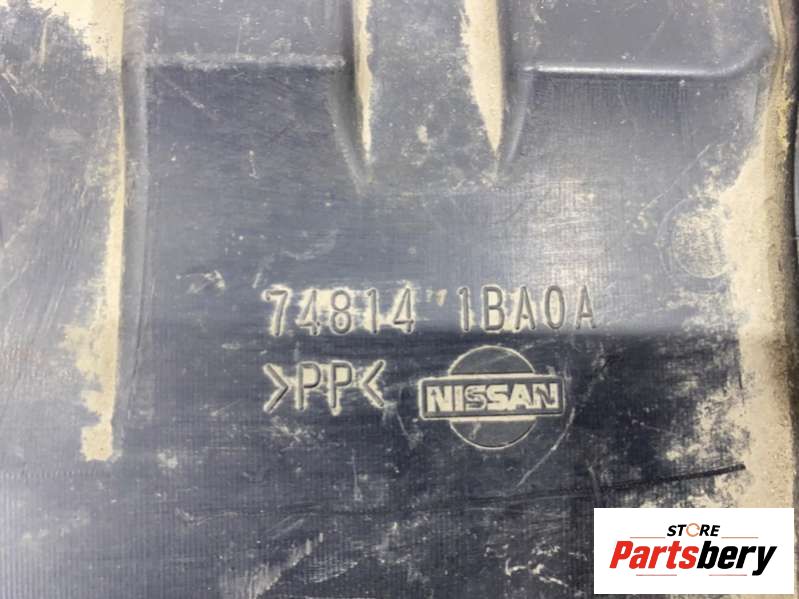 74814 1BA0A
>PP<
NISSAN
STORE
Partsbery